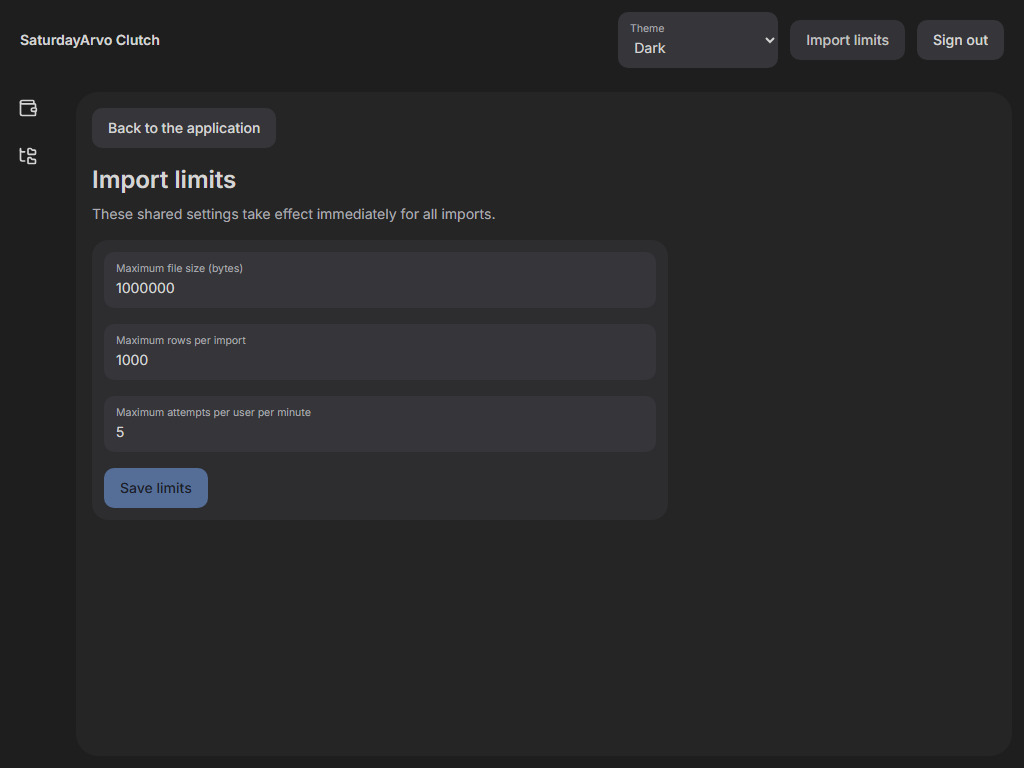 SaturdayArvo Clutch
Theme
Dark
Import limits
Sign out
Back to the application
Import limits
These shared settings take effect immediately for all imports.
Maximum file size (bytes)
1000000
Maximum rows per import
1000
Maximum attempts per user per minute
5
Save limits